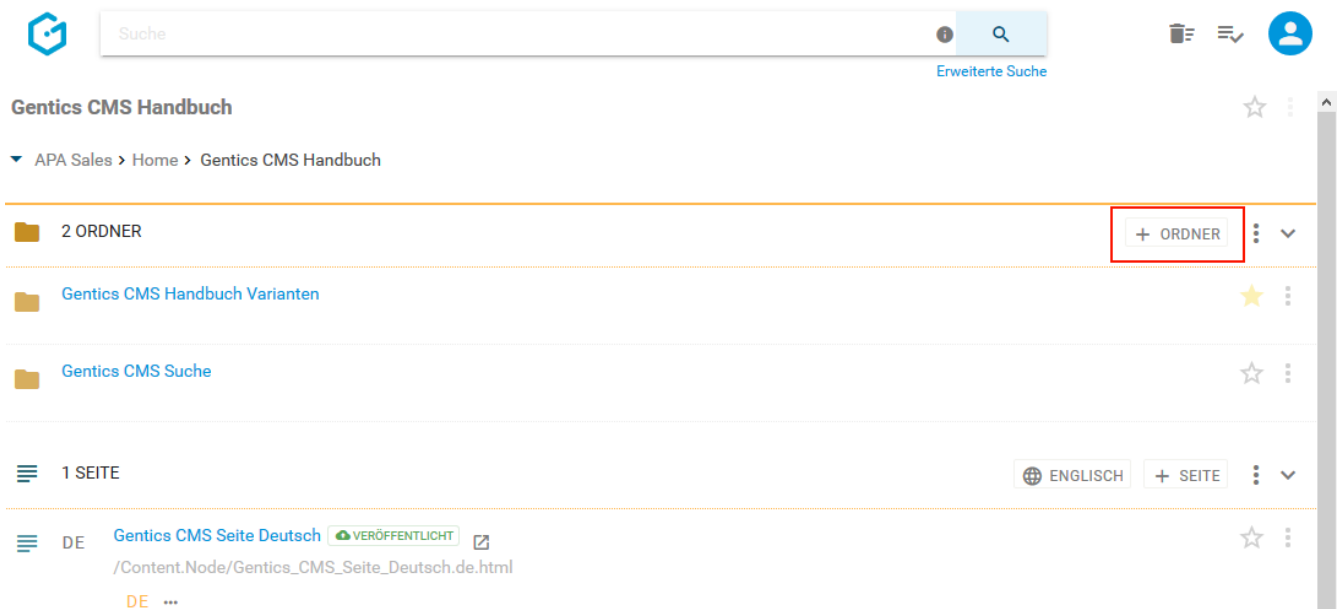 Suche
Erweiterte Suche
Gentics CMS Handbuch
APA Sales > Home > Gentics CMS Handbuch
2 ORDNER + ORDNER
Gentics CMS Handbuch Varianten
Gentics CMS Suche
1 SEITE ENGLISCH + SEITE
DE Gentics CMS Seite Deutsch VERÖFFENTLICHT
/Content.Node/Gentics_CMS_Seite_Deutsch.de.html
DE ...